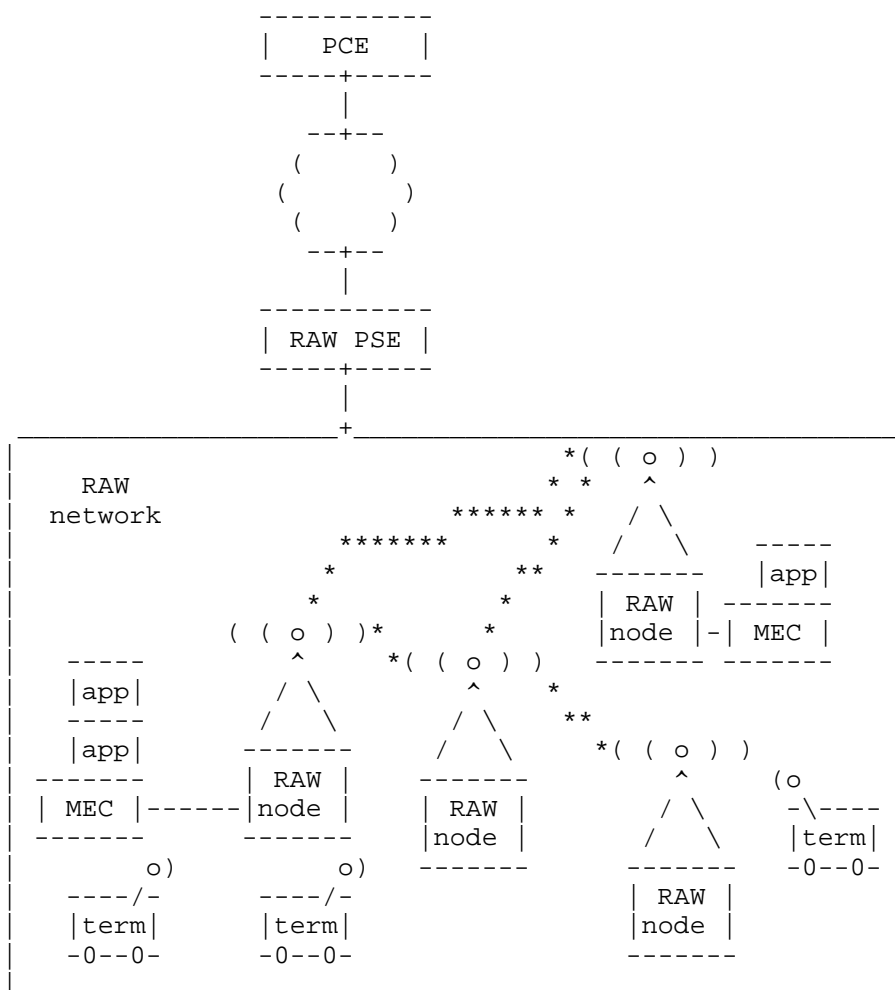 PCE
RAW PSE
RAW
network
app
RAW
node MEC
app
app
RAW
MEC node RAW
node term
RAW
term term node